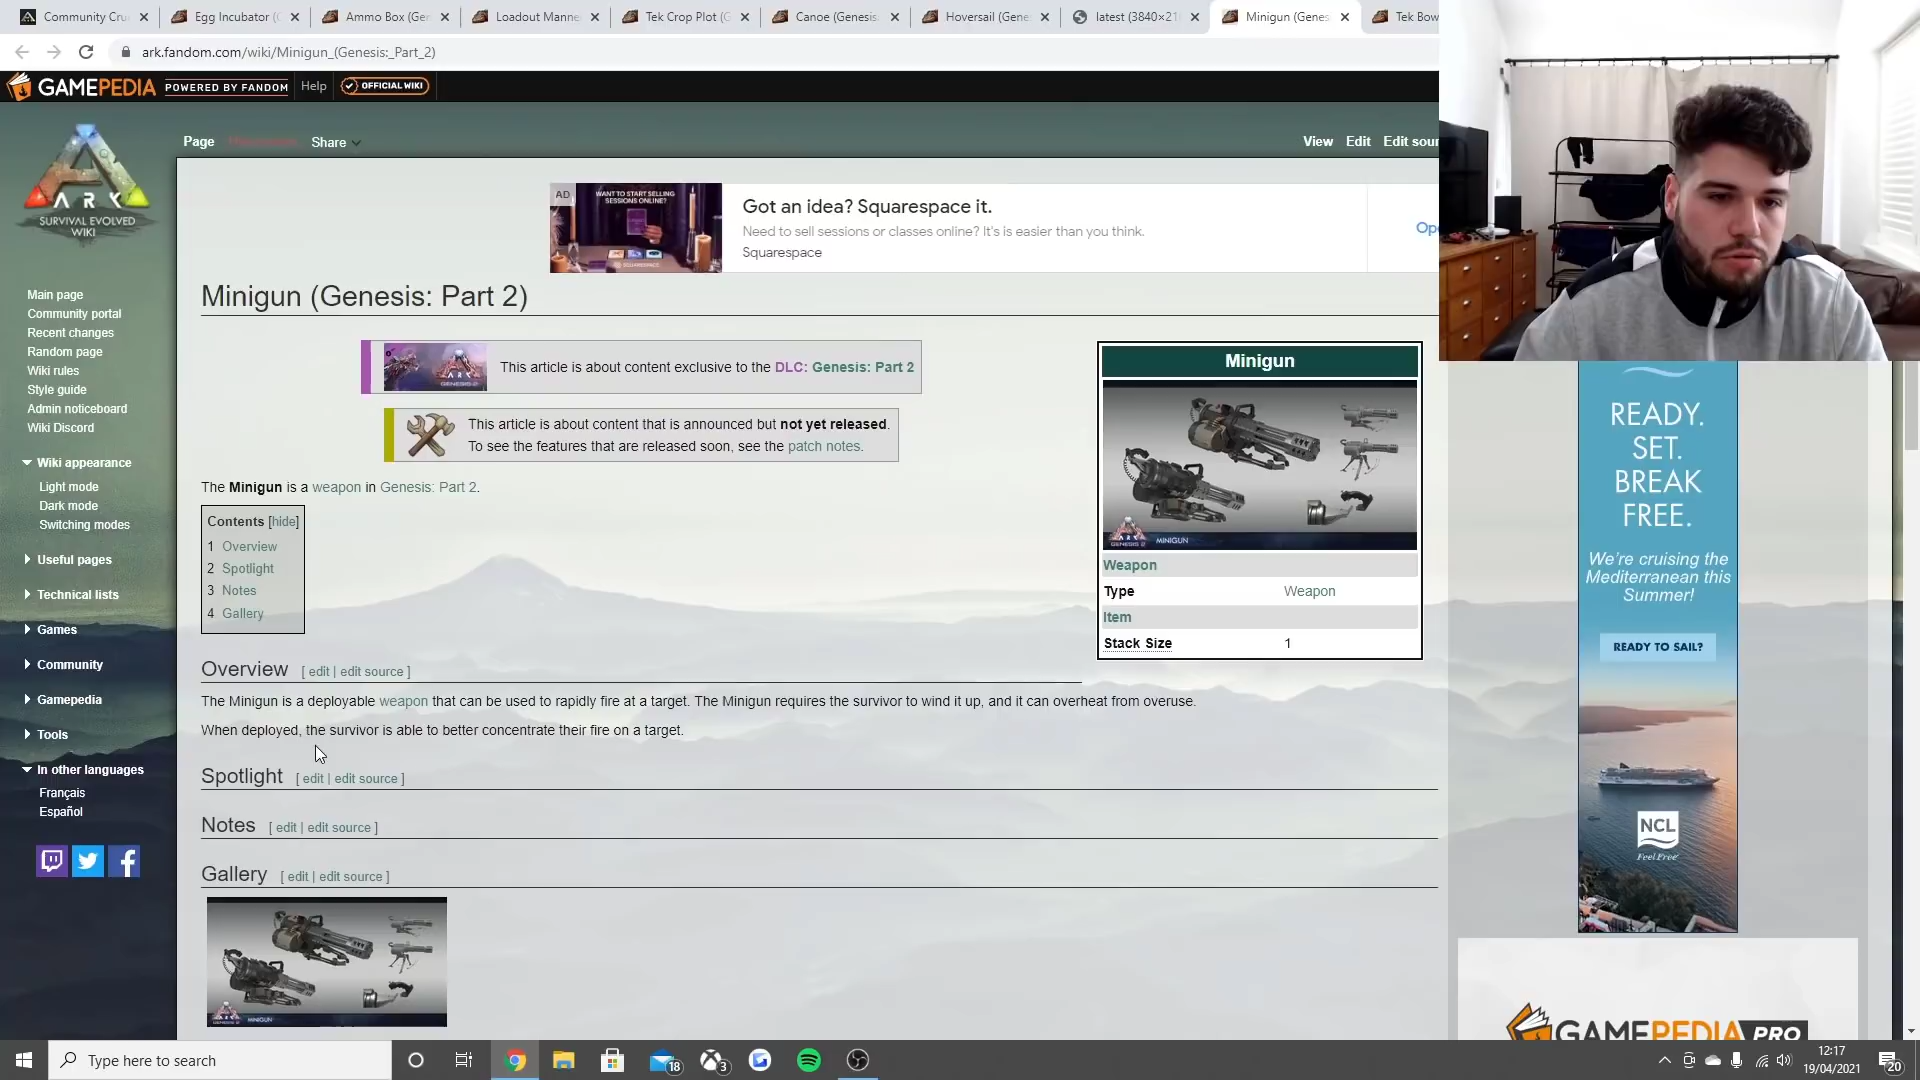 Community Cru
Egg Incubator (
Ammo Box (Ger
Loadout Manne
Tek Crop Plot (G
Canoe (Genesis
Hoversail (Gene
latest (3840×21
Minigun (Genes
Tek Bow
ark.fandom.com/wiki/Minigun_(Genesis:_Part_2)
GAMEPEDIA POWERED BY FANDOM
Help
OFFICIAL WIKI
Page
Share
View
Edit
Edit sour
ARK
SURVIVAL EVOLVED
WIKI
AD
WANT TO START SELLING
SESSIONS ONLINE?
Got an idea? Squarespace it.
Need to sell sessions or classes online? It's is easier than you think.
Squarespace
Ope
Minigun (Genesis: Part 2)
This article is about content exclusive to the DLC: Genesis: Part 2
This article is about content that is announced but not yet released.
To see the features that are released soon, see the patch notes.
The Minigun is a weapon in Genesis: Part 2.
Contents [hide]
1 Overview
2 Spotlight
3 Notes
4 Gallery
Minigun
MINIGUN
Weapon
Type Weapon
Item
Stack Size 1
Overview [ edit | edit source ]
The Minigun is a deployable weapon that can be used to rapidly fire at a target. The Minigun requires the survivor to wind it up, and it can overheat from overuse.
When deployed, the survivor is able to better concentrate their fire on a target.
Spotlight [ edit | edit source ]
Notes [ edit | edit source ]
Gallery [ edit | edit source ]
MINIGUN
Main page
Community portal
Recent changes
Random page
Wiki rules
Style guide
Admin noticeboard
Wiki Discord
Wiki appearance
Light mode
Dark mode
Switching modes
Useful pages
Technical lists
Games
Community
Gamepedia
Tools
In other languages
Français
Español
READY.
SET.
BREAK
FREE.
We're cruising the
Mediterranean this
Summer!
READY TO SAIL?
NCL
Feel Free
GAMEPEDIA PRO
Type here to search
18
3
12:17
19/04/2021
20